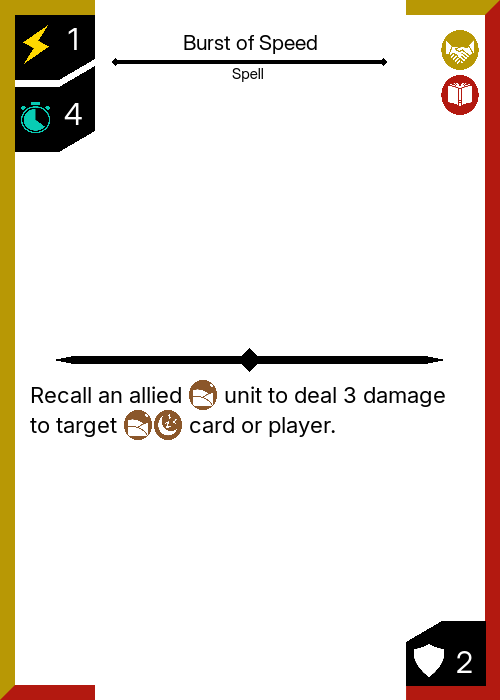 1
Burst of Speed
Spell
4
Recall an allied unit to deal 3 damage
to target card or player.
2